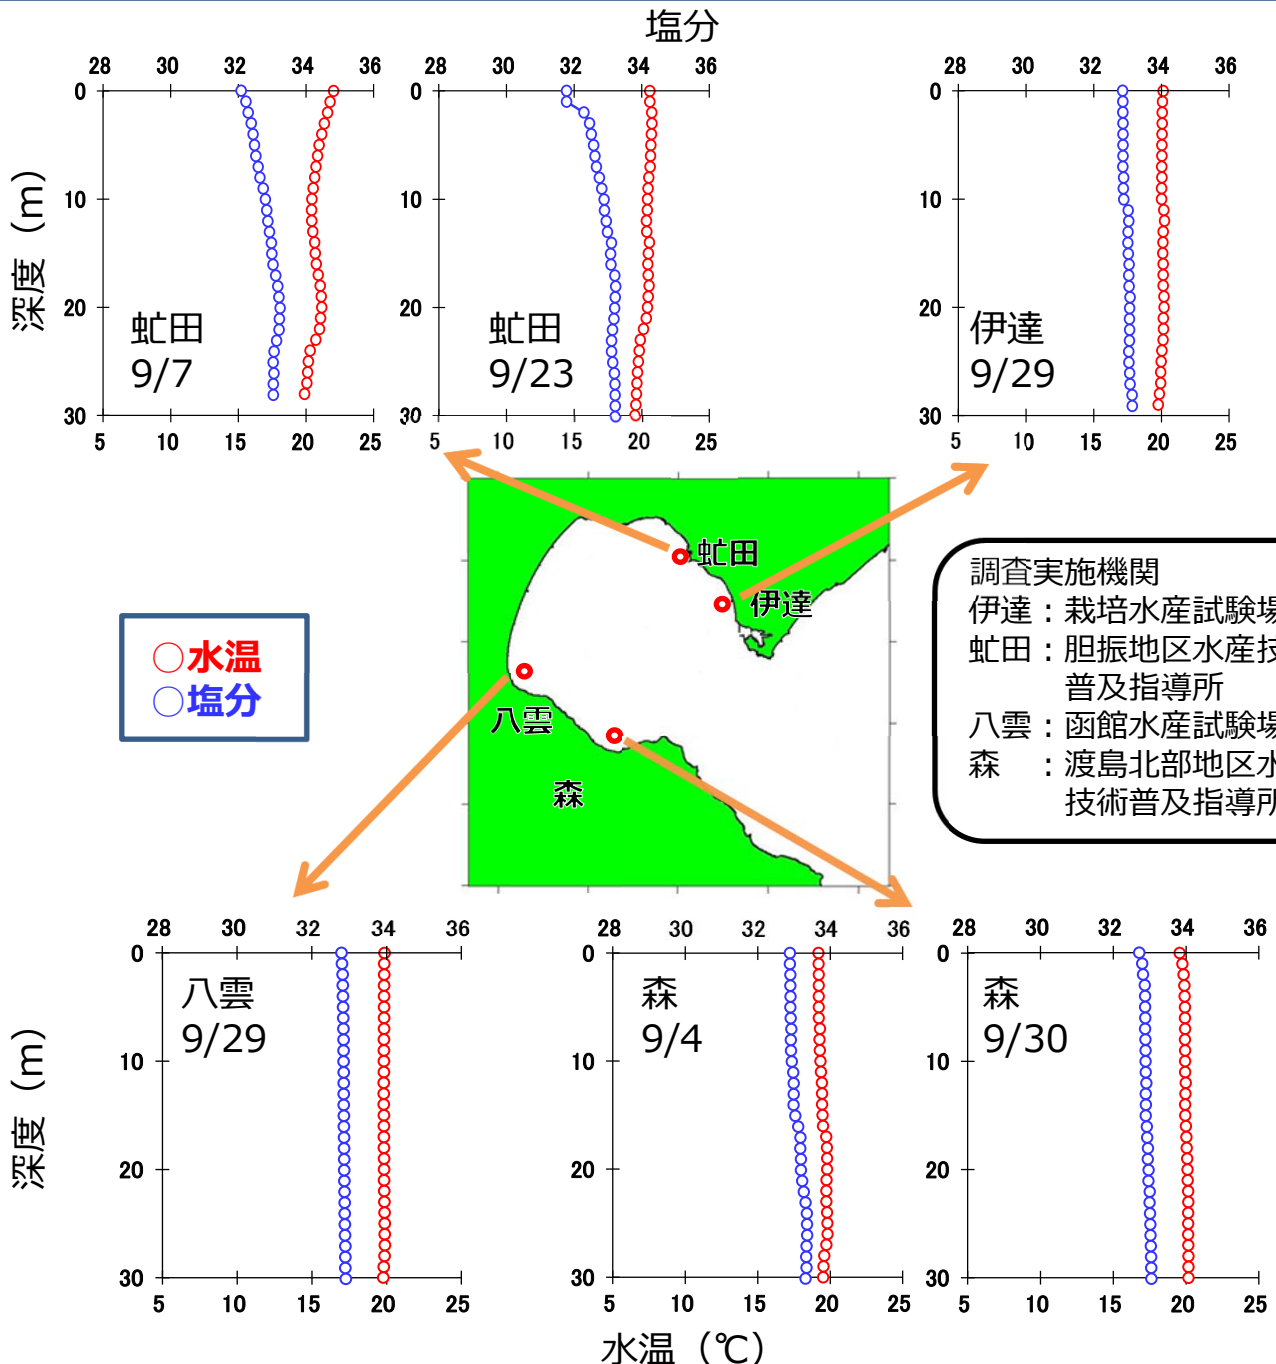 塩分
28 30 32 34 36 28 30 32 34 36 28 30 32 34 36
0 0 0
10 10 10
20 20 20
30 30 30
深度（m）
虻田
9/7
虻田
9/23
伊達
9/29
5 10 15 20 25 5 10 15 20 25 5 10 15 20 25
○水温
○塩分
虻田
伊達
八雲
森
調査実施機関
伊達：栽培水産試験場
虻田：胆振地区水産技
普及指導所
八雲：函館水産試験場
森　：渡島北部地区水
技術普及指導所
28 30 32 34 36 28 30 32 34 36 28 30 32 34 36
0 0 0
10 10 10
20 20 20
30 30 30
深度（m）
八雲
9/29
森
9/4
森
9/30
5 10 15 20 25 5 10 15 20 25 5 10 15 20 25
水温（℃）